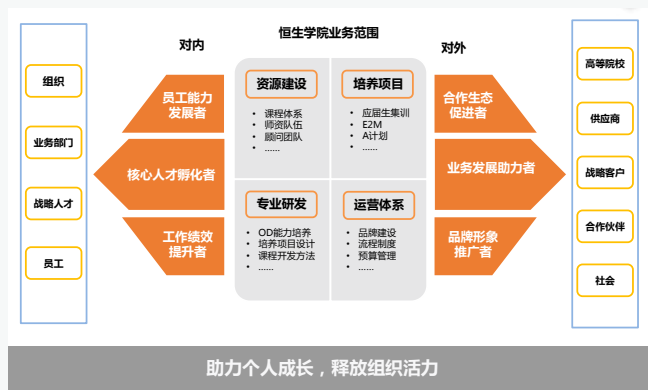 恒生学院业务范围
对内
对外
组织
业务部门
战略人才
员工
员工能力
发展者
核心人才孵化者
工作绩效
提升者
资源建设
• 课程体系
• 师资队伍
• 顾问团队
• ......
培养项目
• 应届生集训
• E2M
• AI计划
• ......
专业研发
• OD能力培养
• 培养项目设计
• 课程开发方法
• ......
运营体系
• 品牌建设
• 流程制度
• 预算管理
• ......
合作生态
促进者
业务发展助力者
品牌形象
推广者
高等院校
供应商
战略客户
合作伙伴
社会
助力个人成长，释放组织活力